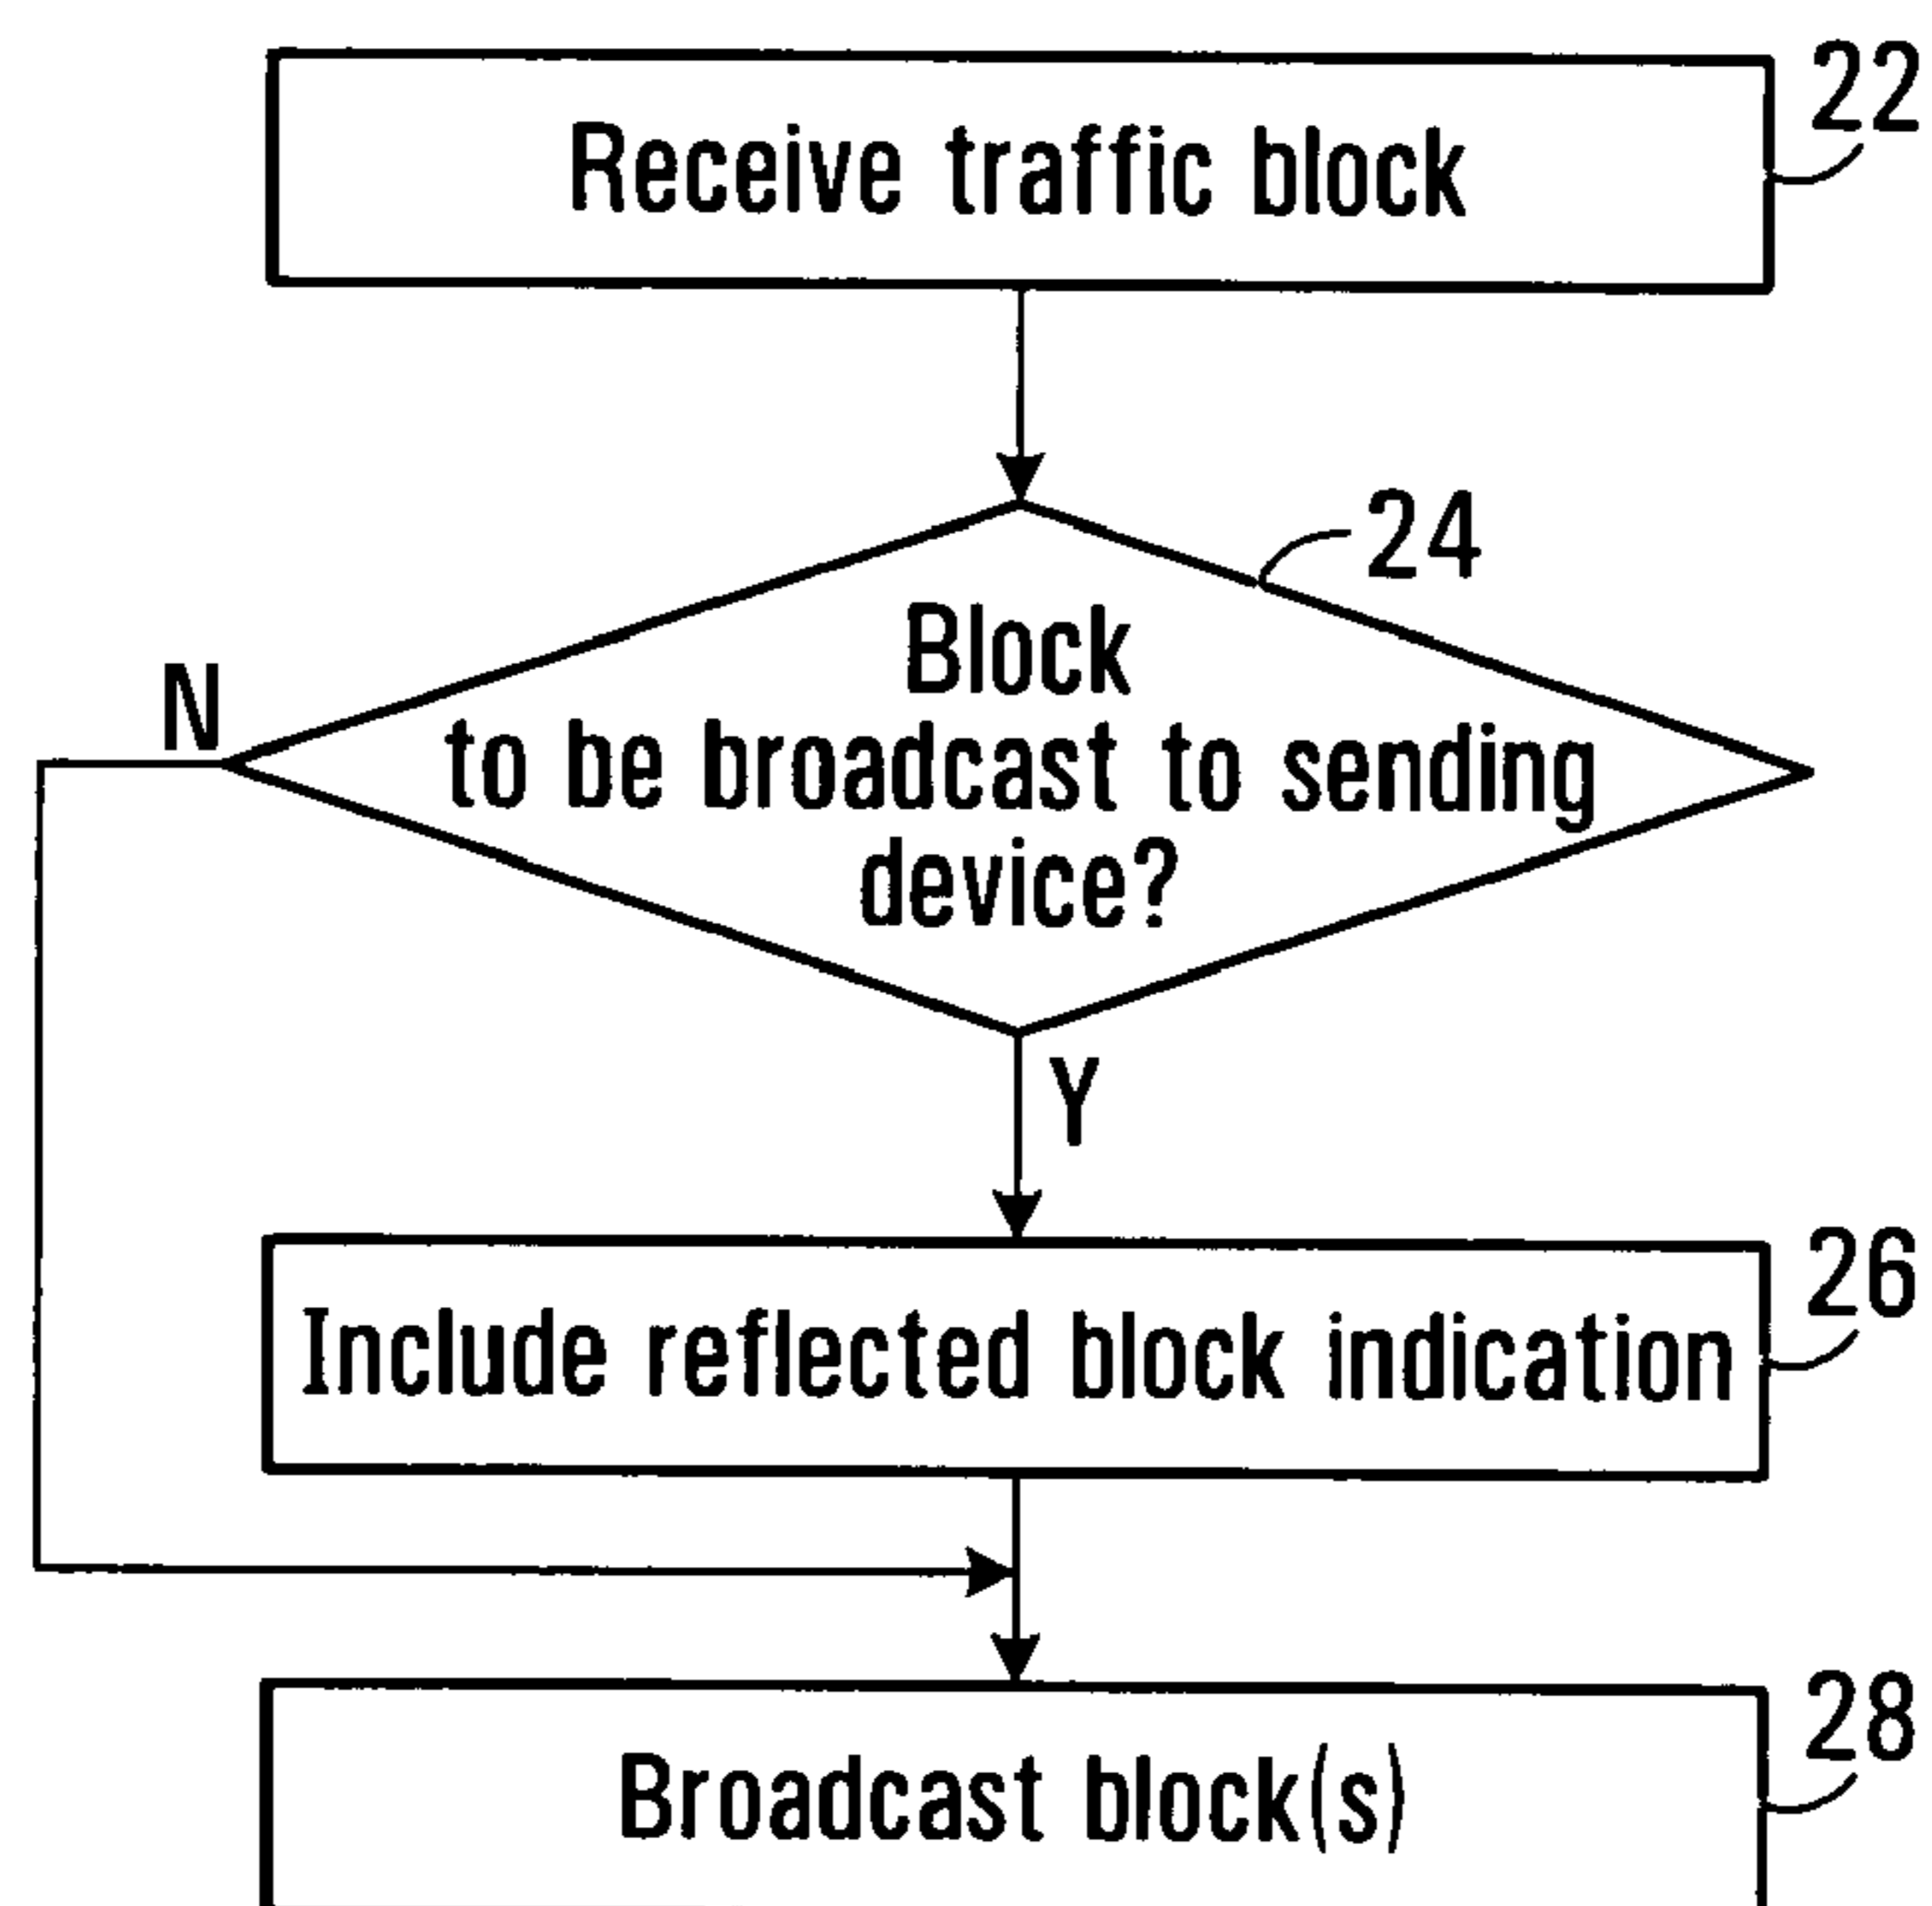 22
Receive traffic block
24
Block
N
to be broadcast to sending
device?
Y
26
Include reflected block indication
28
Broadcast block(s)